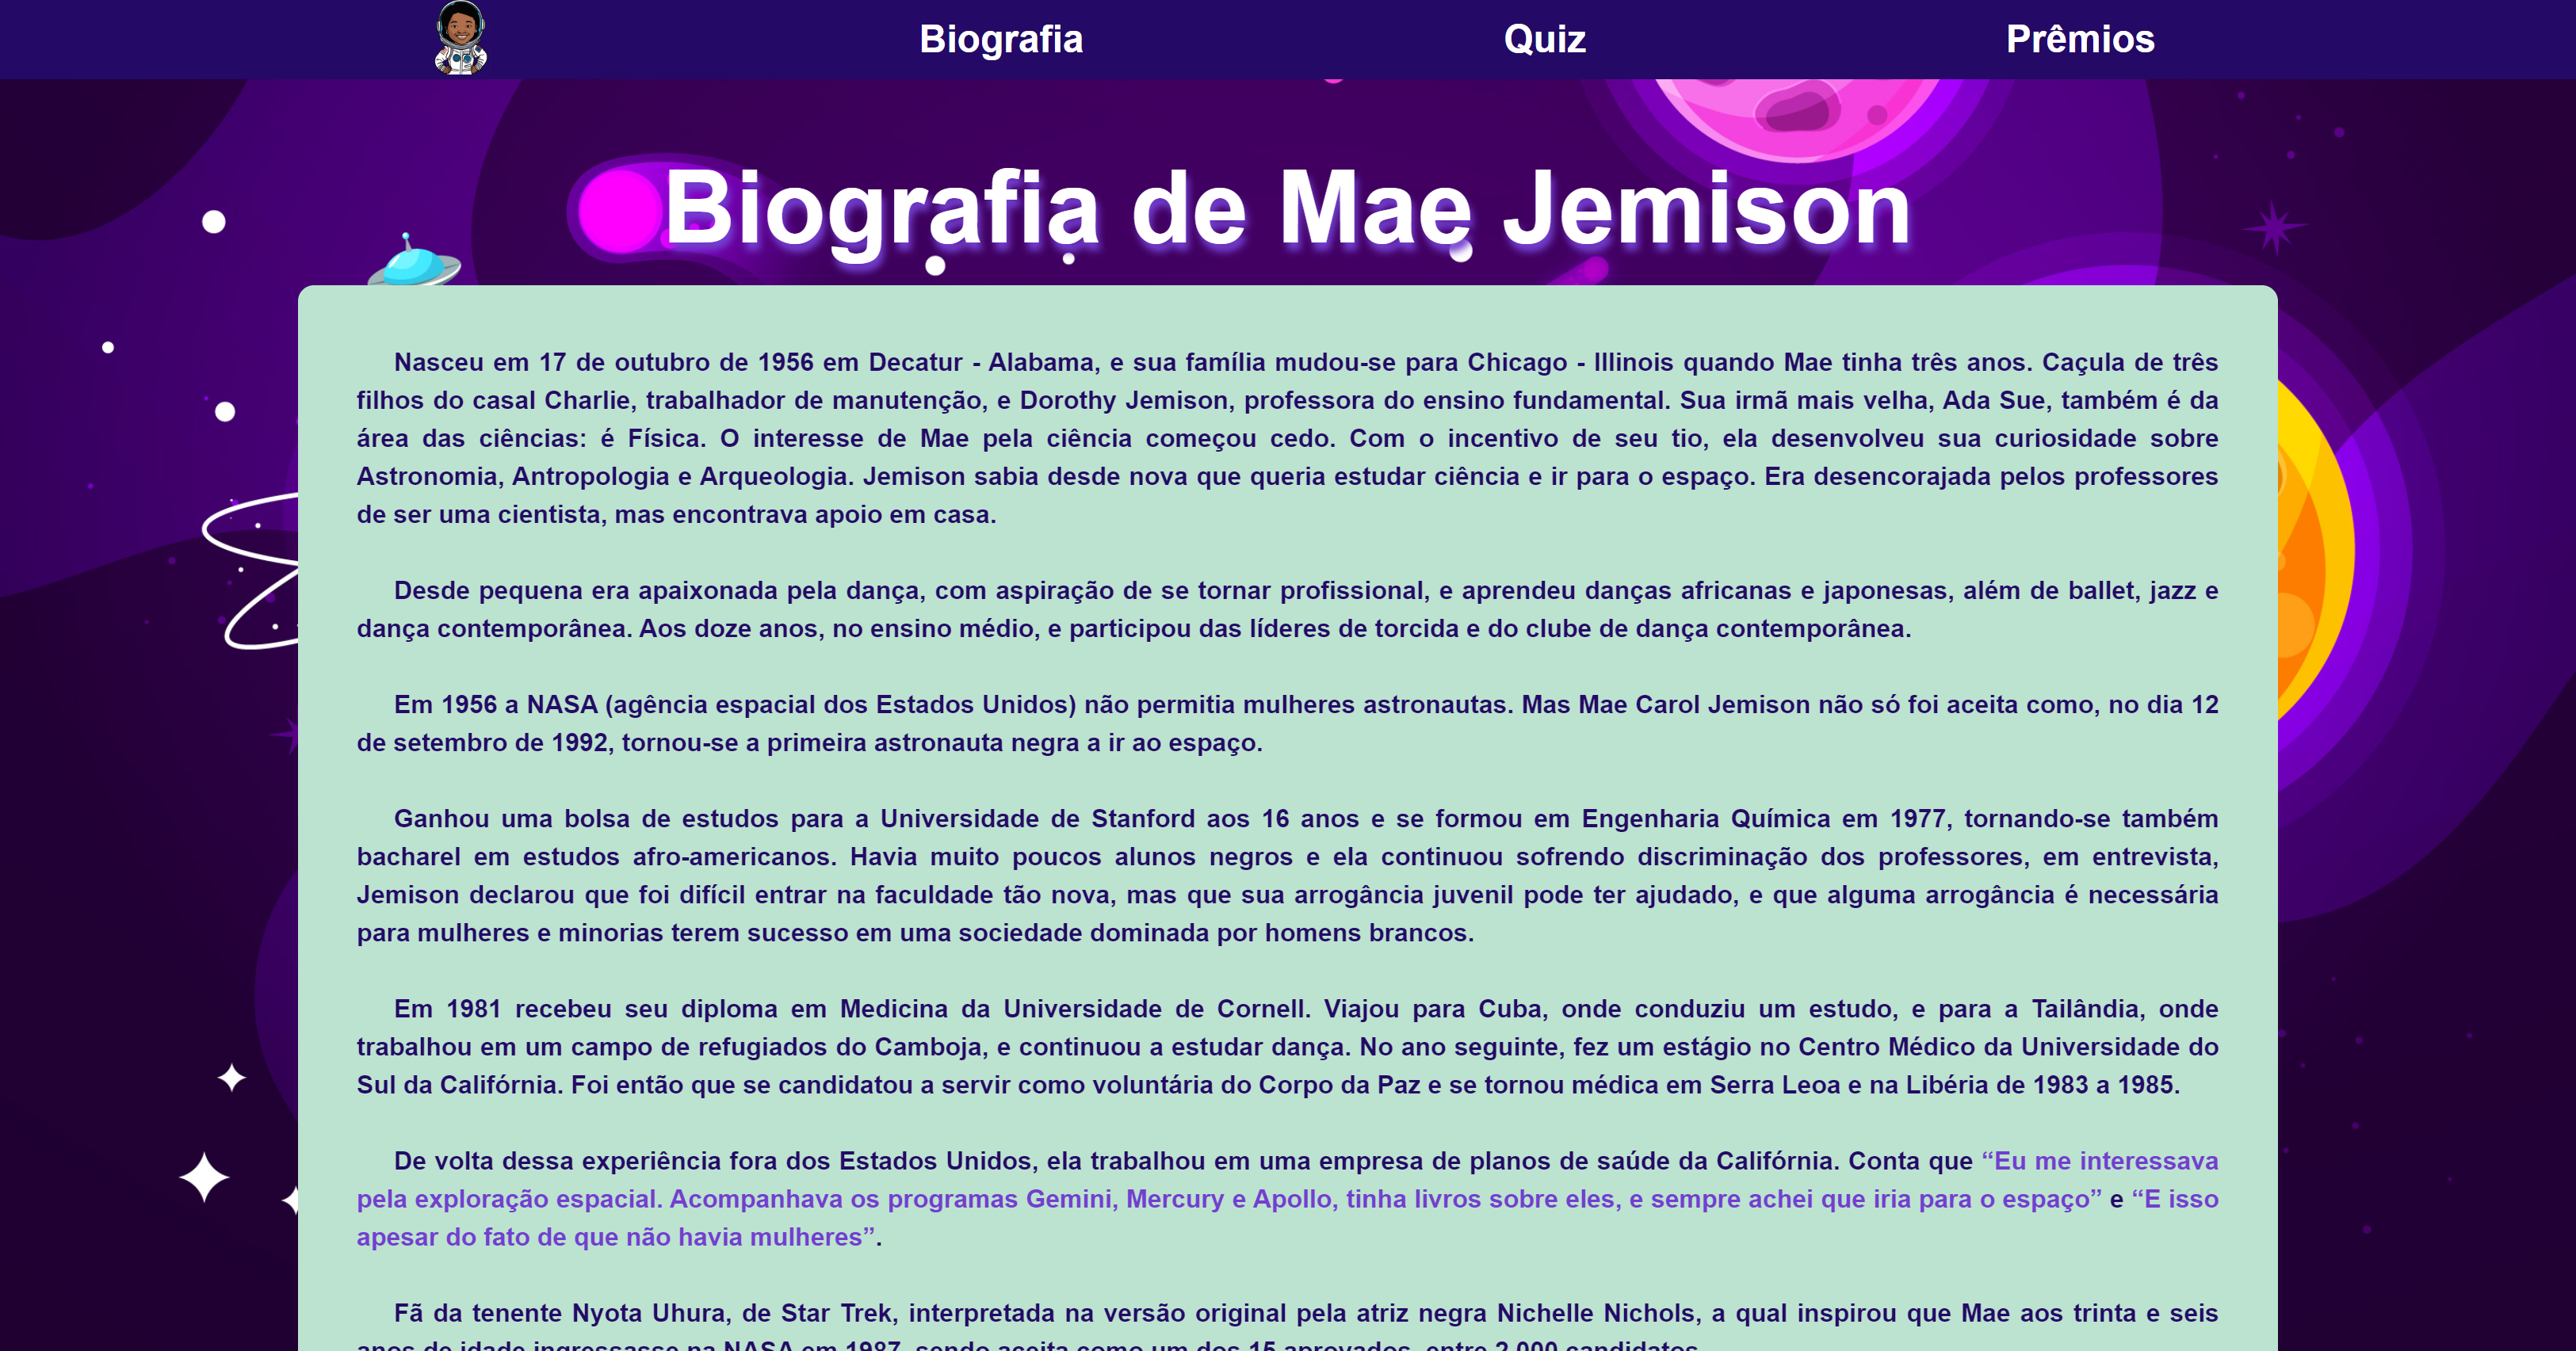 Biografia
Quiz
Prêmios
Biografia de Mae Jemison
Nasceu em 17 de outubro de 1956 em Decatur - Alabama, e sua família mudou-se para Chicago - Illinois quando Mae tinha três anos. Caçula de três
filhos do casal Charlie, trabalhador de manutenção, e Dorothy Jemison, professora do ensino fundamental. Sua irmã mais velha, Ada Sue, também é da
área das ciências: é Física. O interesse de Mae pela ciência começou cedo. Com o incentivo de seu tio, ela desenvolveu sua curiosidade sobre
Astronomia, Antropologia e Arqueologia. Jemison sabia desde nova que queria estudar ciência e ir para o espaço. Era desencorajada pelos professores
de ser uma cientista, mas encontrava apoio em casa.
Desde pequena era apaixonada pela dança, com aspiração de se tornar profissional, e aprendeu danças africanas e japonesas, além de ballet, jazz e
dança contemporânea. Aos doze anos, no ensino médio, e participou das líderes de torcida e do clube de dança contemporânea.
Em 1956 a NASA (agência espacial dos Estados Unidos) não permitia mulheres astronautas. Mas Mae Carol Jemison não só foi aceita como, no dia 12
de setembro de 1992, tornou-se a primeira astronauta negra a ir ao espaço.
Ganhou uma bolsa de estudos para a Universidade de Stanford aos 16 anos e se formou em Engenharia Química em 1977, tornando-se também
bacharel em estudos afro-americanos. Havia muito poucos alunos negros e ela continuou sofrendo discriminação dos professores, em entrevista,
Jemison declarou que foi difícil entrar na faculdade tão nova, mas que sua arrogância juvenil pode ter ajudado, e que alguma arrogância é necessária
para mulheres e minorias terem sucesso em uma sociedade dominada por homens brancos.
Em 1981 recebeu seu diploma em Medicina da Universidade de Cornell. Viajou para Cuba, onde conduziu um estudo, e para a Tailândia, onde
trabalhou em um campo de refugiados do Camboja, e continuou a estudar dança. No ano seguinte, fez um estágio no Centro Médico da Universidade do
Sul da Califórnia. Foi então que se candidatou a servir como voluntária do Corpo da Paz e se tornou médica em Serra Leoa e na Libéria de 1983 a 1985.
De volta dessa experiência fora dos Estados Unidos, ela trabalhou em uma empresa de planos de saúde da Califórnia. Conta que “Eu me interessava
pela exploração espacial. Acompanhava os programas Gemini, Mercury e Apollo, tinha livros sobre eles, e sempre achei que iria para o espaço” e “E isso
apesar do fato de que não havia mulheres”.
Fã da tenente Nyota Uhura, de Star Trek, interpretada na versão original pela atriz negra Nichelle Nichols, a qual inspirou que Mae aos trinta e seis
anos de idade ingressasse na NASA em 1987, sendo aceita como um dos 15 aprovados, entre 2.000 candidatos.